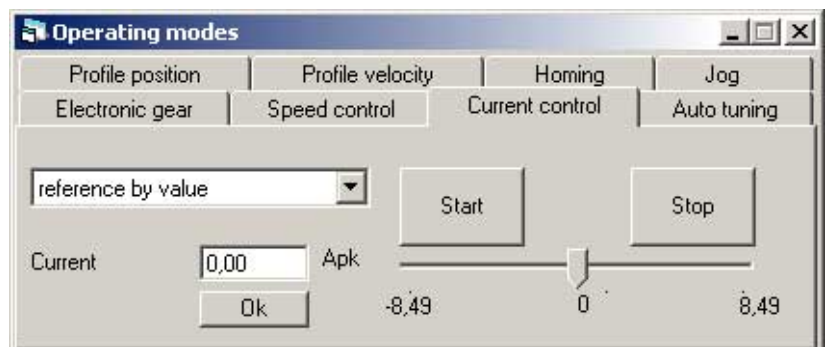 Operating modes
Profile position Profile velocity Homing Jog
Electronic gear Speed control Current control Auto tuning
reference by value Start Stop
Current 0,00 Apk
Ok -8,49 0 8,49